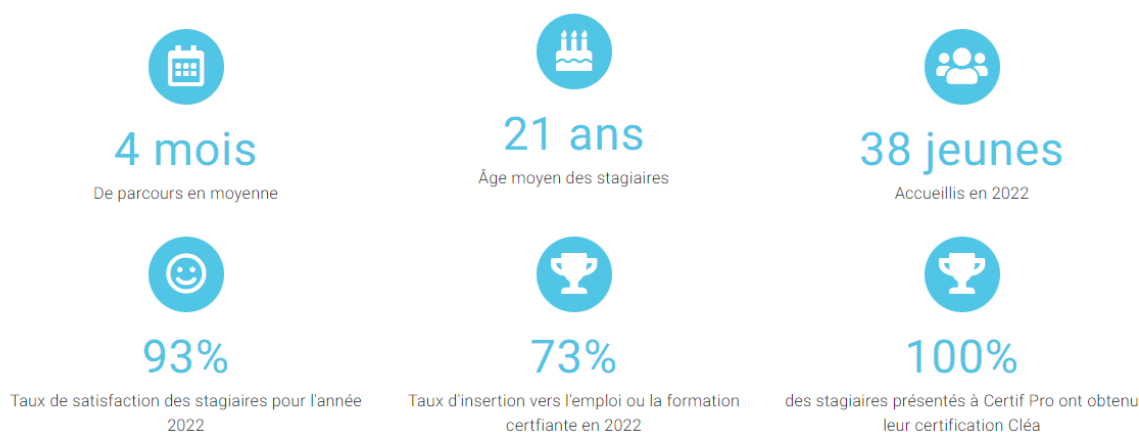 4 mois
De parcours en moyenne
21 ans
Âge moyen des stagiaires
38 jeunes
Accueillis en 2022
93%
Taux de satisfaction des stagiaires pour l'année
2022
73%
Taux d'insertion vers l'emploi ou la formation
certfiante en 2022
100%
des stagiaires présentés à Certif Pro ont obtenu
leur certification Cléa